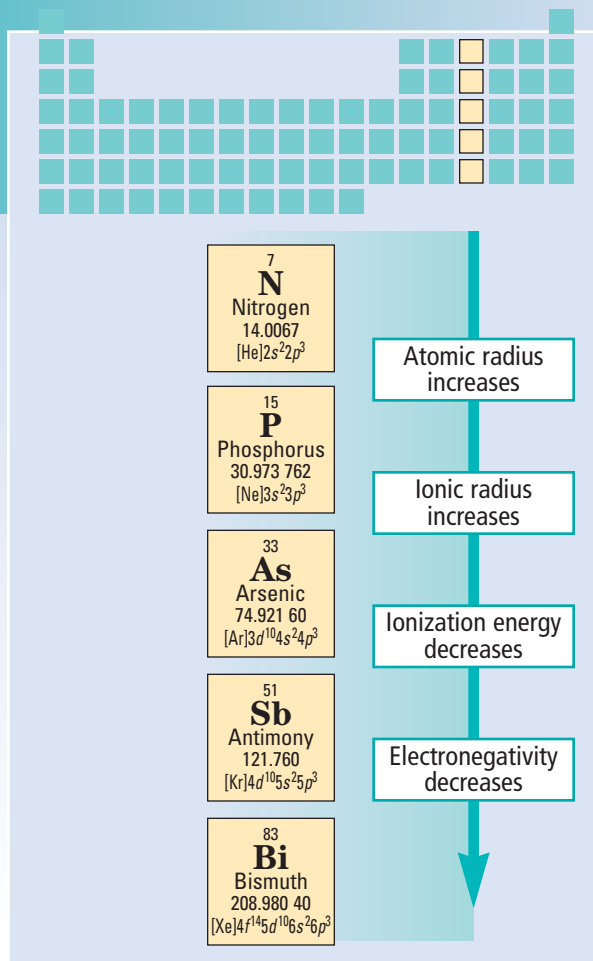 7
N
Nitrogen
14.0067
[He]2s²2p³
15
P
Phosphorus
30.973 762
[Ne]3s²3p³
33
As
Arsenic
74.921 60
[Ar]3d¹⁰4s²4p³
51
Sb
Antimony
121.760
[Kr]4d¹⁰5s²5p³
83
Bi
Bismuth
208.980 40
[Xe]4f¹⁴5d¹⁰6s²6p³
Atomic radius
increases
Ionic radius
increases
Ionization energy
decreases
Electronegativity
decreases